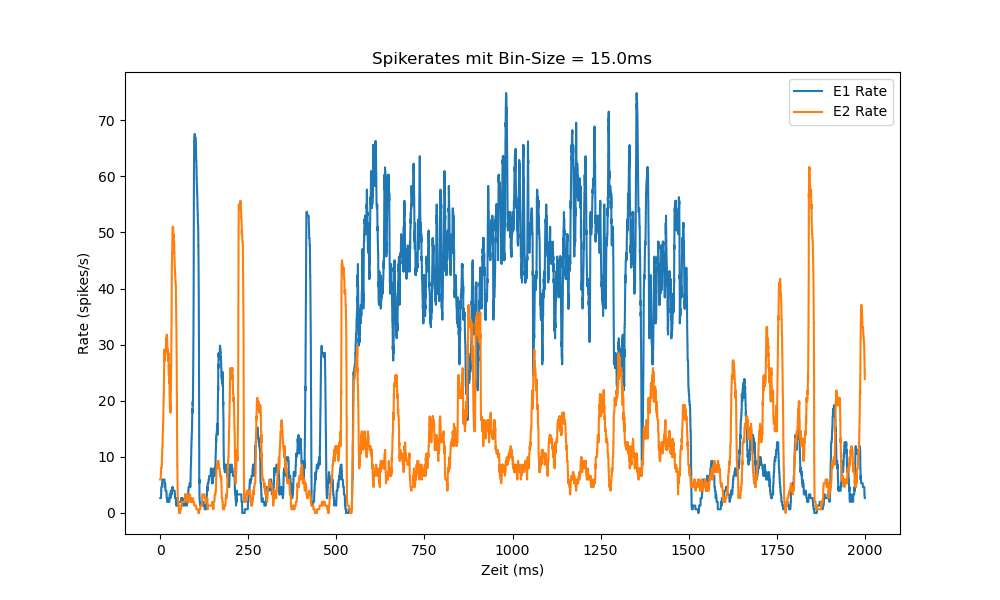 Spikerates mit Bin-Size = 15.0ms
E1 Rate
E2 Rate
70
60
50
40
30
20
10
0
Rate (spikes/s)
0 250 500 750 1000 1250 1500 1750 2000
Zeit (ms)